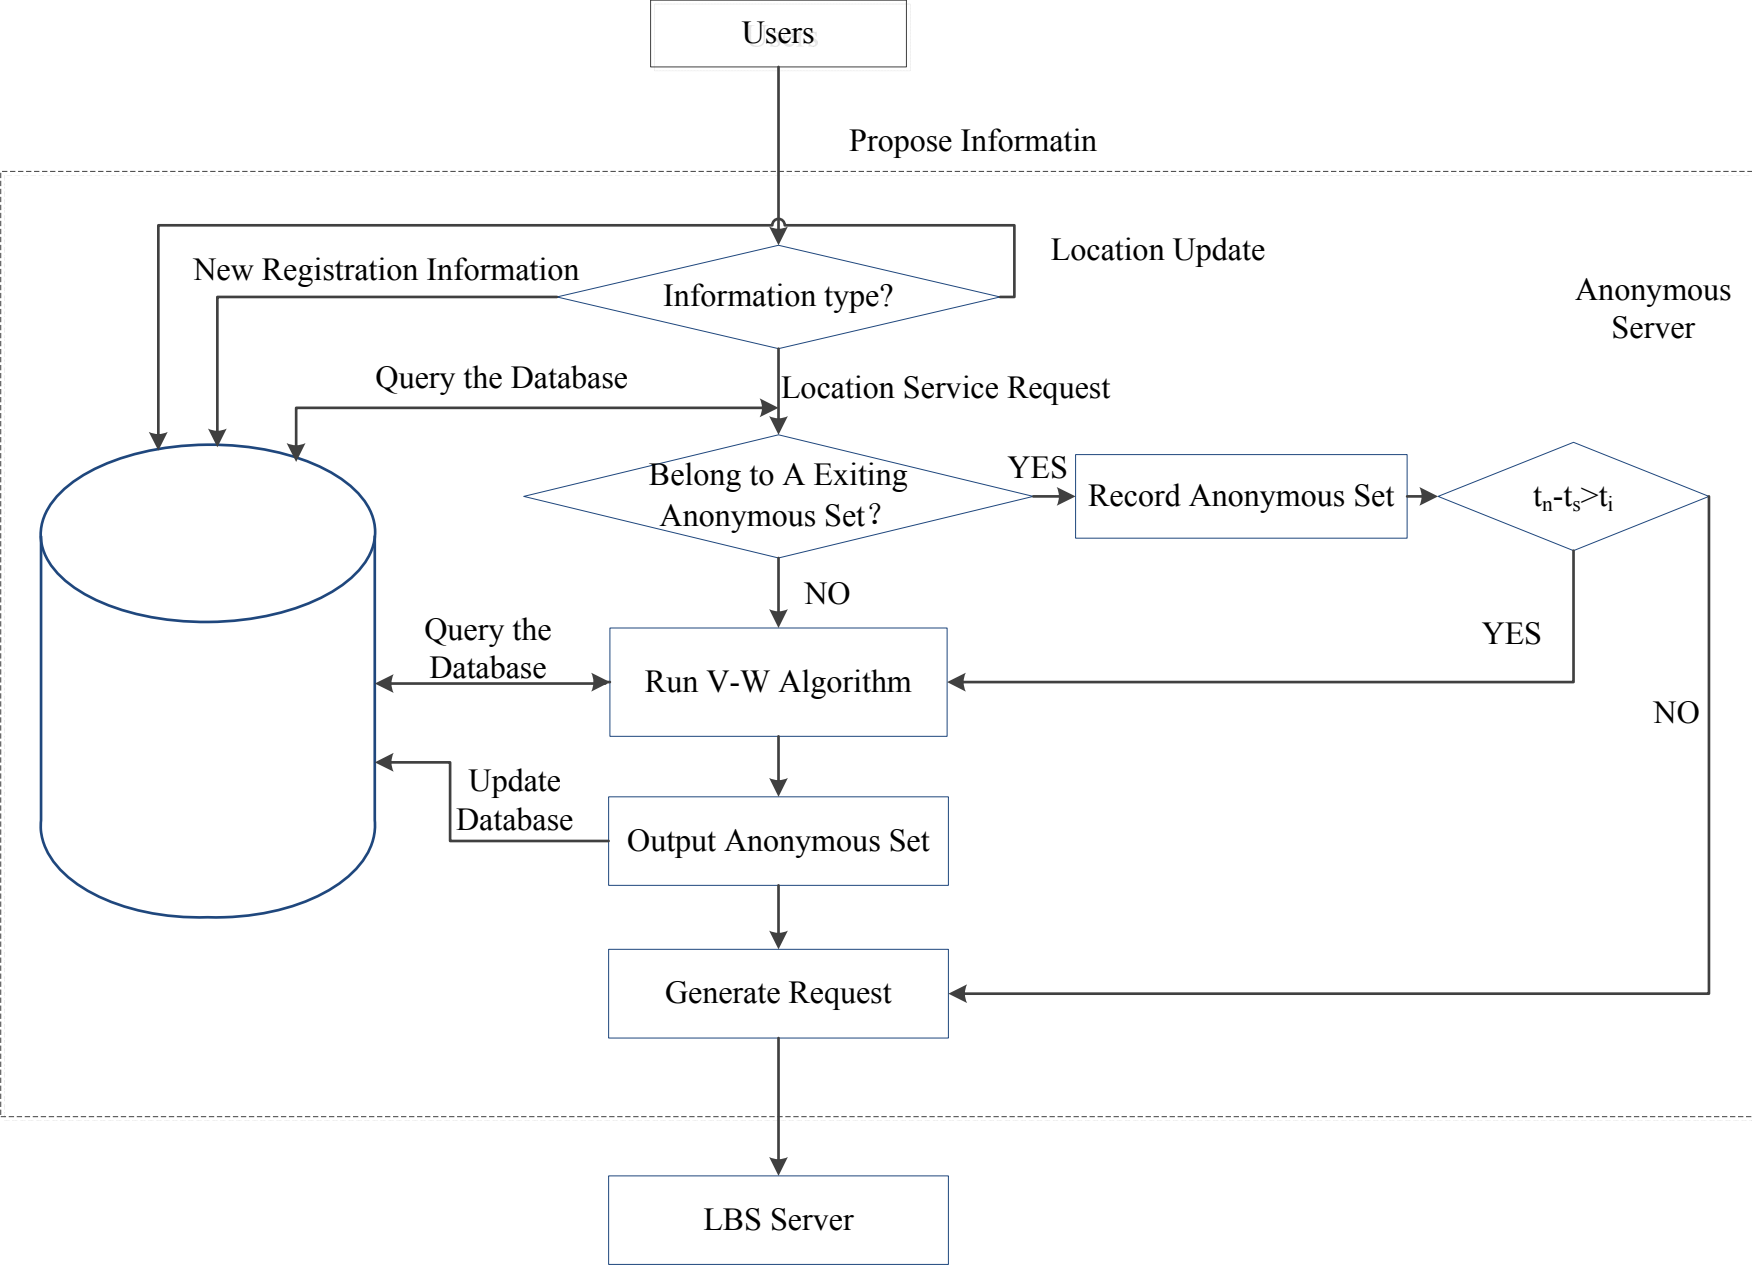 Users
Propose Informatin
Location Update
New Registration Information
Information type?
Anonymous
Server
Query the Database
Location Service Request
Belong to A Exiting
Anonymous Set？
YES
Record Anonymous Set
tn-ts>ti
NO
Query the
Database
YES
Run V-W Algorithm
NO
Update
Database
Output Anonymous Set
Generate Request
LBS Server